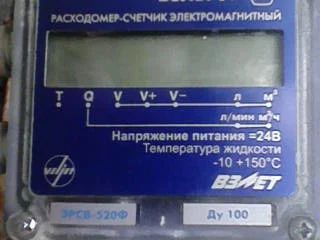 РАСХОДОМЕР-СЧЕТЧИК ЭЛЕКТРОМАГНИТНЫЙ
T Q V V+ V- л м³
л/мин м³/ч
Напряжение питания =24В
Температура жидкости
-10 +150°C
ВЗЛЕТ
ЭРСВ-520Ф Ду 100